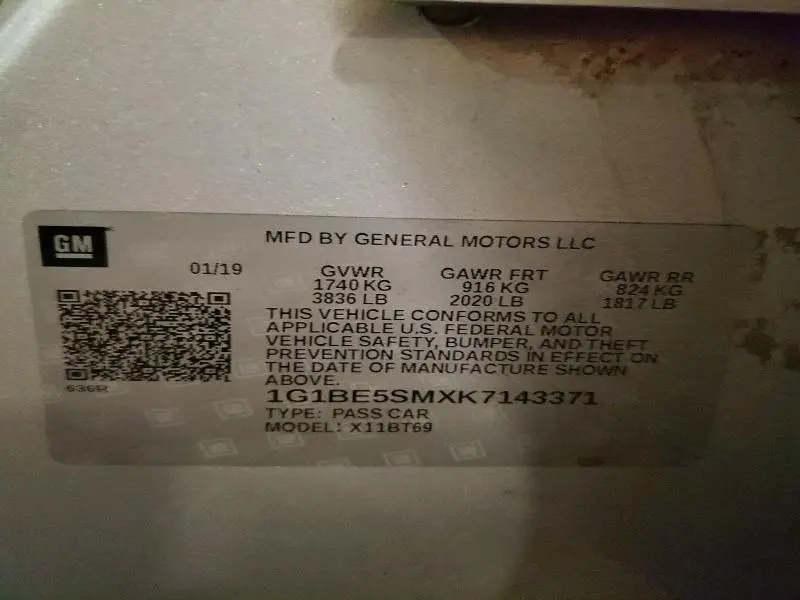 GM
MFD BY GENERAL MOTORS LLC
01/19 GVWR GAWR FRT GAWR RR
1740 KG 916 KG 824 KG
3836 LB 2020 LB 1817 LB
THIS VEHICLE CONFORMS TO ALL
APPLICABLE U.S. FEDERAL MOTOR
VEHICLE SAFETY, BUMPER, AND THEFT
PREVENTION STANDARDS IN EFFECT ON
THE DATE OF MANUFACTURE SHOWN
ABOVE.
636R
1G1BE5SMXK7143371
TYPE: PASS CAR
MODEL: X11BT69